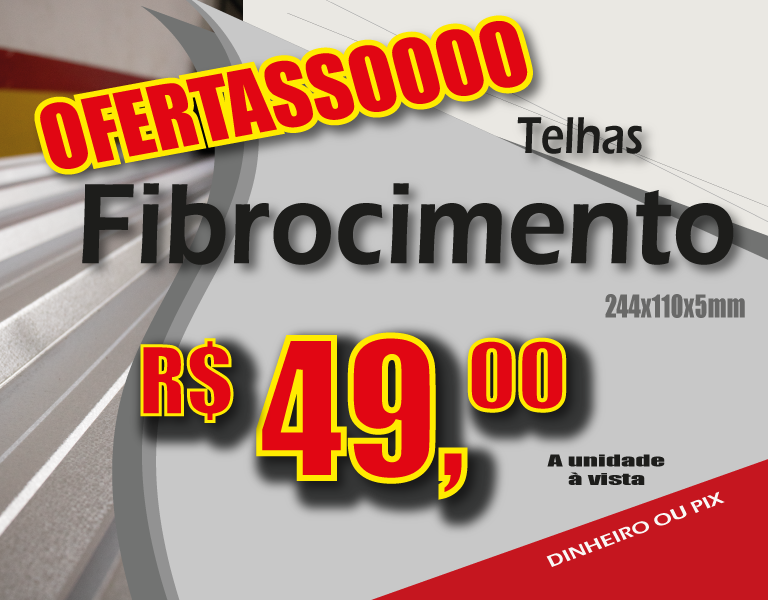 OFERTASSOOOO
Telhas
Fibrocimento
244x110x5mm
R$ 49,00
A unidade
à vista
DINHEIRO OU PIX